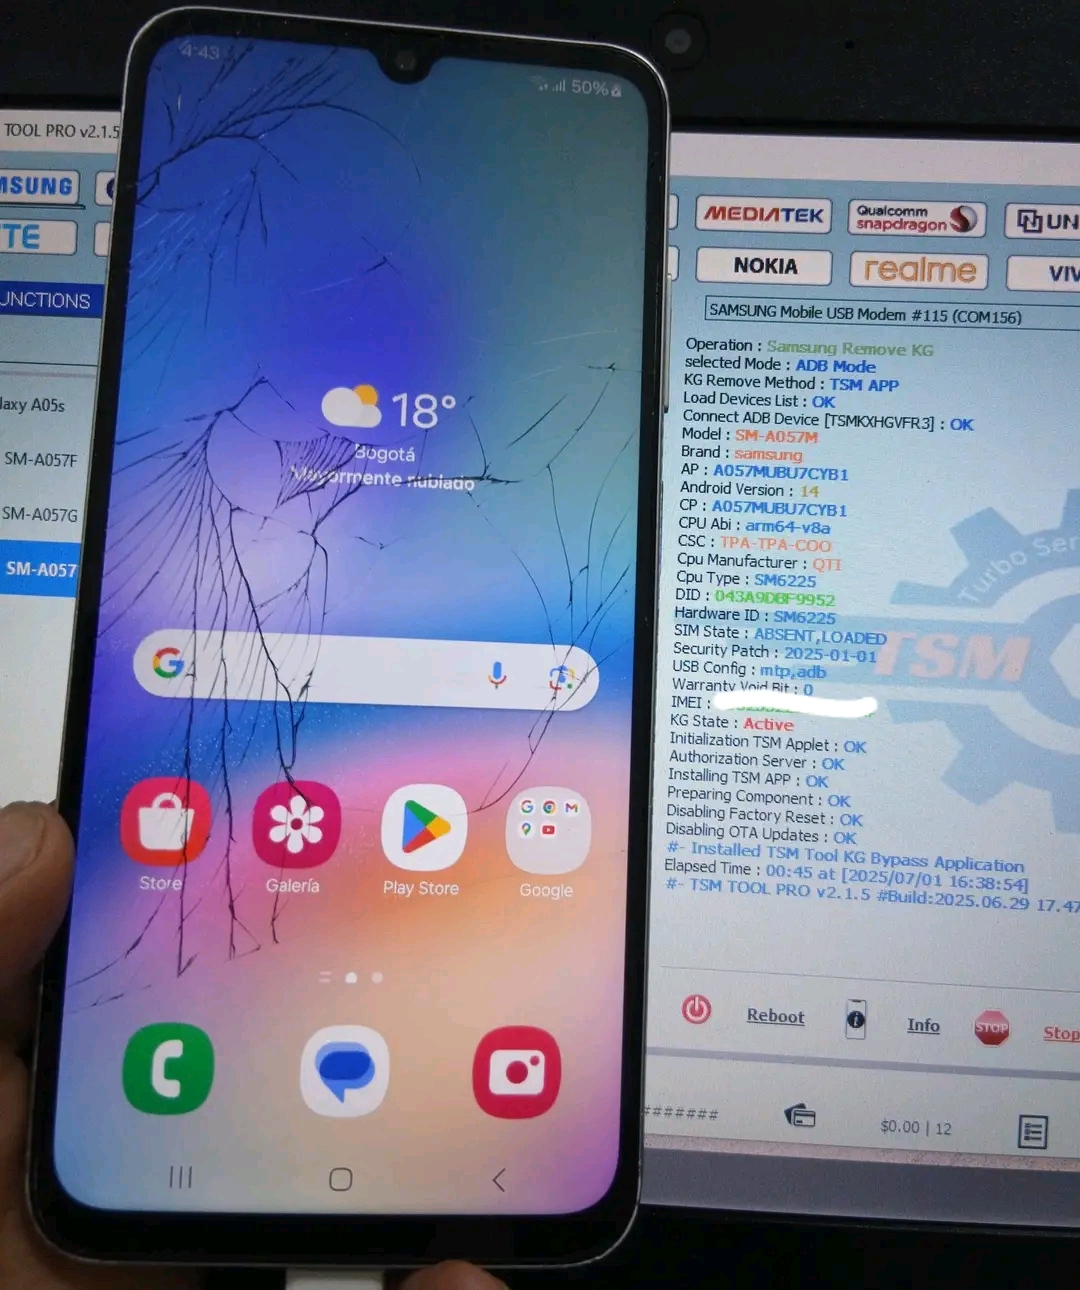 4:43
50%
18°
Bogotá
Mayormente nublado
Store
Galería
Play Store
Google
TOOL PRO v2.1.5
MSUNG
TE
UNCTIONS
laxy A05s
SM-A057F
SM-A057G
SM-A057
MEDIATEK
Qualcomm
snapdragon
UN
NOKIA
realme
VIV
SAMSUNG Mobile USB Modem #115 (COM156)
Operation : Samsung Remove KG
selected Mode : ADB Mode
KG Remove Method : TSM APP
Load Devices List : OK
Connect ADB Device [TSMKXHGVFR3] : OK
Model : SM-A057M
Brand : samsung
AP : A057MUBU7CYB1
Android Version : 14
CP : A057MUBU7CYB1
CPU Abi : arm64-v8a
CSC : TPA-TPA-COO
Cpu Manufacturer : QTI
Cpu Type : SM6225
DID : 043A9DBF9952
Hardware ID : SM6225
SIM State : ABSENT,LOADED
Security Patch : 2025-01-01
USB Config : mtp,adb
Warranty Void Bit : 0
IMEI :
KG State : Active
Initialization TSM Applet : OK
Authorization Server : OK
Installing TSM APP : OK
Preparing Component : OK
Disabling Factory Reset : OK
Disabling OTA Updates : OK
#- Installed TSM Tool KG Bypass Application
Elapsed Time : 00:45 at [2025/07/01 16:38:54]
#- TSM TOOL PRO v2.1.5 #Build:2025.06.29 17.47
Turbo Ser
TSM
Reboot
Info
STOP
Stop
#######
$0.00 | 12